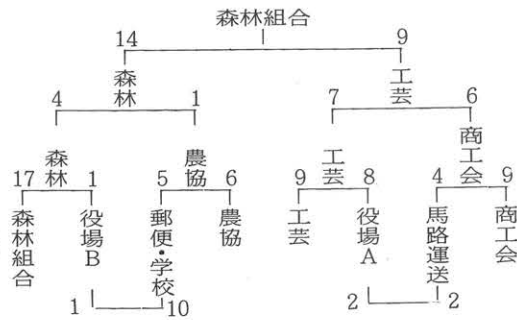 森林組合
14 9
森林 工芸
4 1 7 6
森林 農協 工芸 商工会
17 1 5 6 9 8 4 9
森林組合 役場B 郵便・学校 農協 工芸 役場A 馬路運送 商工会
1 10 2 2